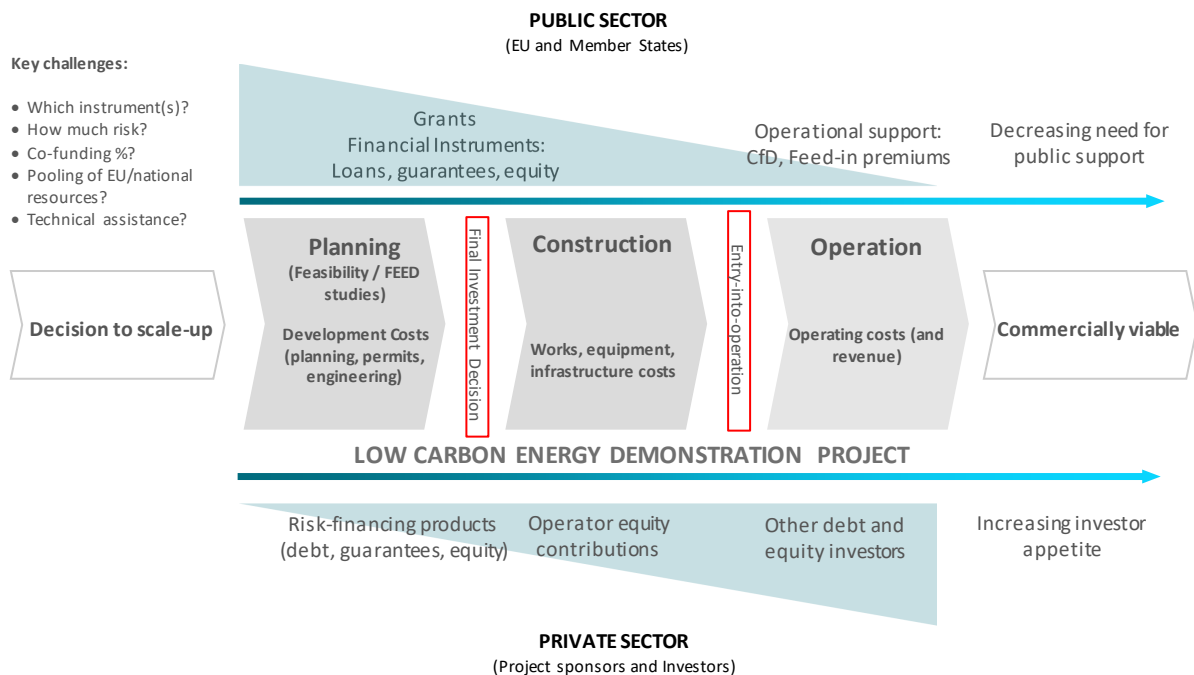 PUBLIC SECTOR
(EU and Member States)
Key challenges:
• Which instrument(s)?
• How much risk?
• Co-funding %?
• Pooling of EU/national
resources?
• Technical assistance?
Grants
Financial Instruments:
Loans, guarantees, equity
Operational support:
CfD, Feed-in premiums
Decreasing need for
public support
Decision to scale-up
Planning
(Feasibility / FEED
studies)
Development Costs
(planning, permits,
engineering)
Final Investment Decision
Construction
Works, equipment,
infrastructure costs
Entry-into-operation
Operation
Operating costs (and
revenue)
Commercially viable
LOW CARBON ENERGY DEMONSTRATION PROJECT
Risk-financing products
(debt, guarantees, equity)
Operator equity
contributions
Other debt and
equity investors
Increasing investor
appetite
PRIVATE SECTOR
(Project sponsors and Investors)